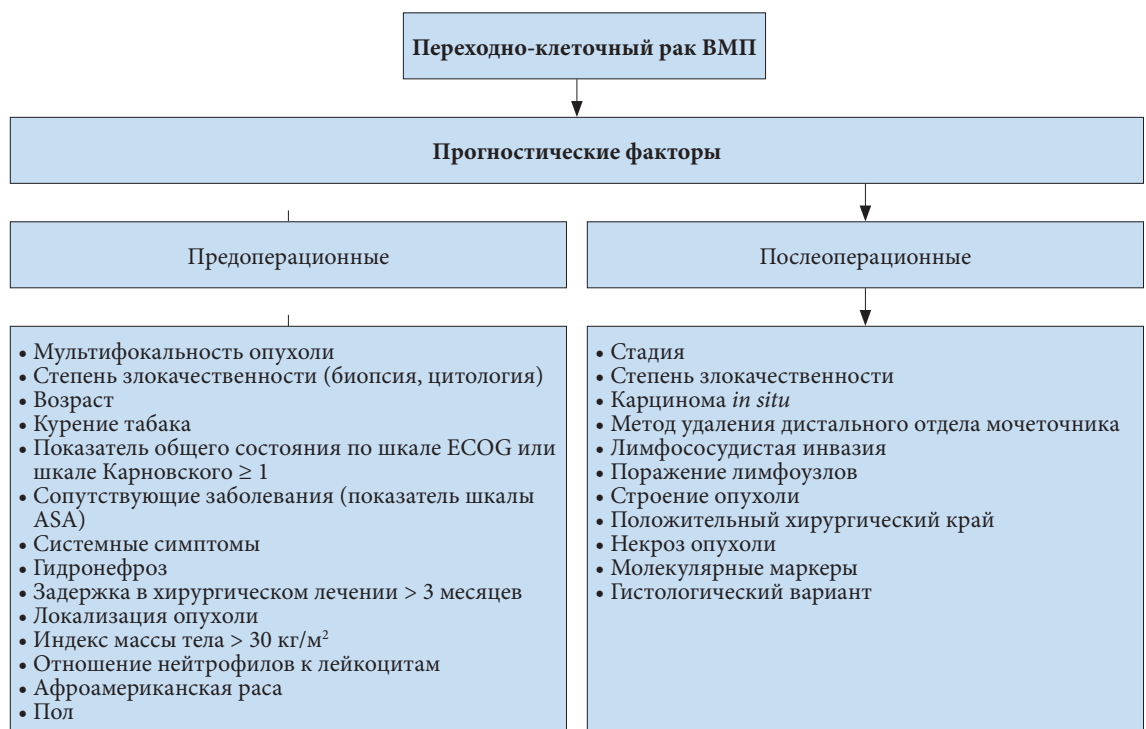 Переходно-клеточный рак ВМП
Прогностические факторы
Предоперационные
• Мультифокальность опухоли
• Степень злокачественности (биопсия, цитология)
• Возраст
• Курение табака
• Показатель общего состояния по шкале ECOG или
шкале Карновского ≥ 1
• Сопутствующие заболевания (показатель шкалы
ASA)
• Системные симптомы
• Гидронефроз
• Задержка в хирургическом лечении > 3 месяцев
• Локализация опухоли
• Индекс массы тела > 30 кг/м²
• Отношение нейтрофилов к лейкоцитам
• Афроамериканская раса
• Пол
Послеоперационные
• Стадия
• Степень злокачественности
• Карцинома in situ
• Метод удаления дистального отдела мочеточника
• Лимфососудистая инвазия
• Поражение лимфоузлов
• Строение опухоли
• Положительный хирургический край
• Некроз опухоли
• Молекулярные маркеры
• Гистологический вариант